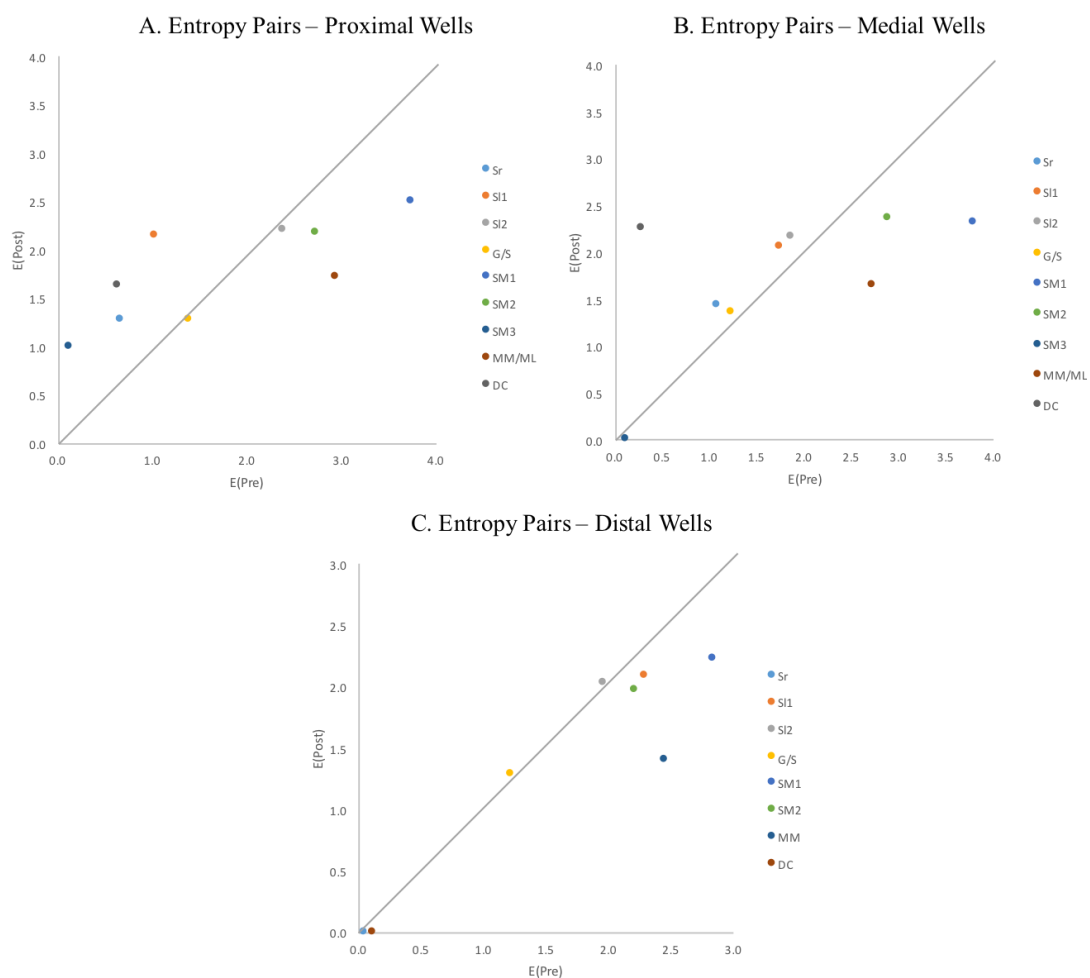 A. Entropy Pairs – Proximal Wells
4.0
3.5
3.0
2.5
2.0
1.5
1.0
0.5
0.0
E(Post)
0.0 1.0 2.0 3.0 4.0
E(Pre)
Sr
Sl1
Sl2
G/S
SM1
SM2
SM3
MM/ML
DC
B. Entropy Pairs – Medial Wells
4.0
3.5
3.0
2.5
2.0
1.5
1.0
0.5
0.0
E(Post)
0.0 0.5 1.0 1.5 2.0 2.5 3.0 3.5 4.0
E(Pre)
Sr
Sl1
Sl2
G/S
SM1
SM2
SM3
MM/ML
DC
C. Entropy Pairs – Distal Wells
3.0
2.5
2.0
1.5
1.0
0.5
0.0
E(Post)
0.0 0.5 1.0 1.5 2.0 2.5 3.0
E(Pre)
Sr
Sl1
Sl2
G/S
SM1
SM2
MM
DC